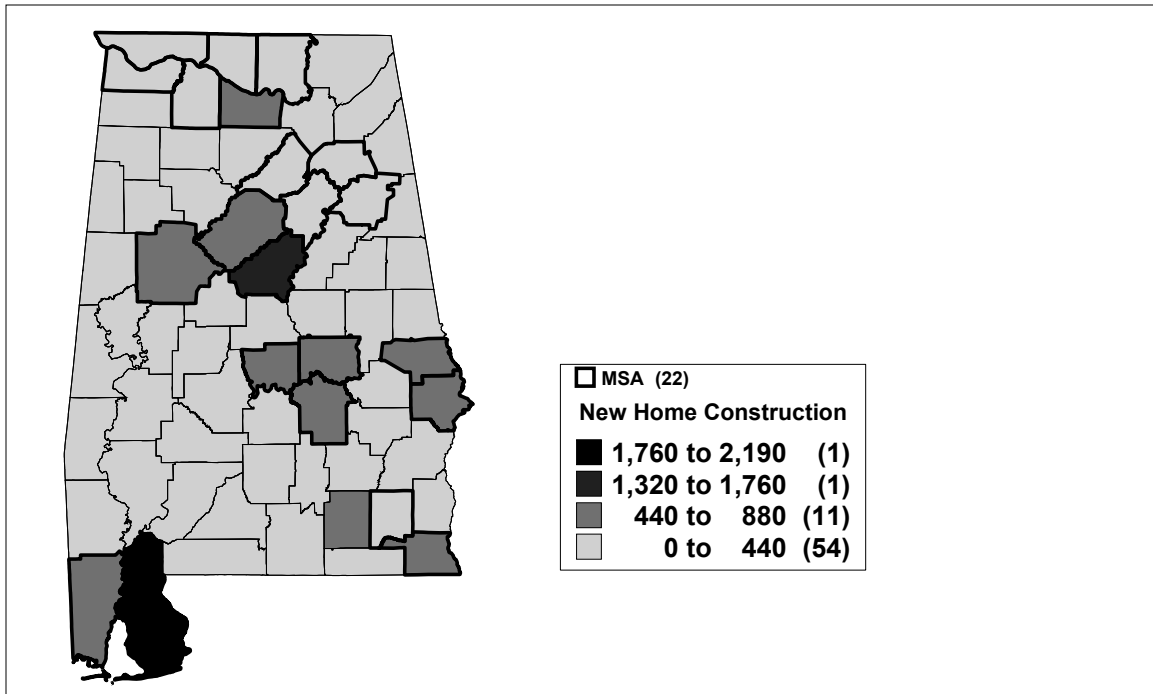 MSA (22)
New Home Construction
1,760 to 2,190 (1)
1,320 to 1,760 (1)
440 to 880 (11)
0 to 440 (54)